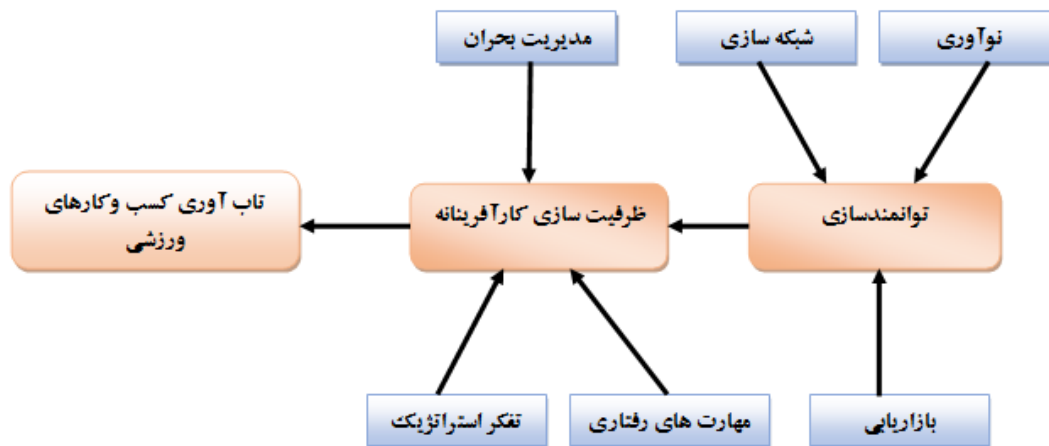 نوآوری
شبکه سازی
مدیریت بحران
توانمندسازی
ظرفیت سازی کارآفرینانه
تاب آوری کسب وکارهای
ورزشی
بازاریابی
مهارت های رفتاری
تفکر استراتژیک